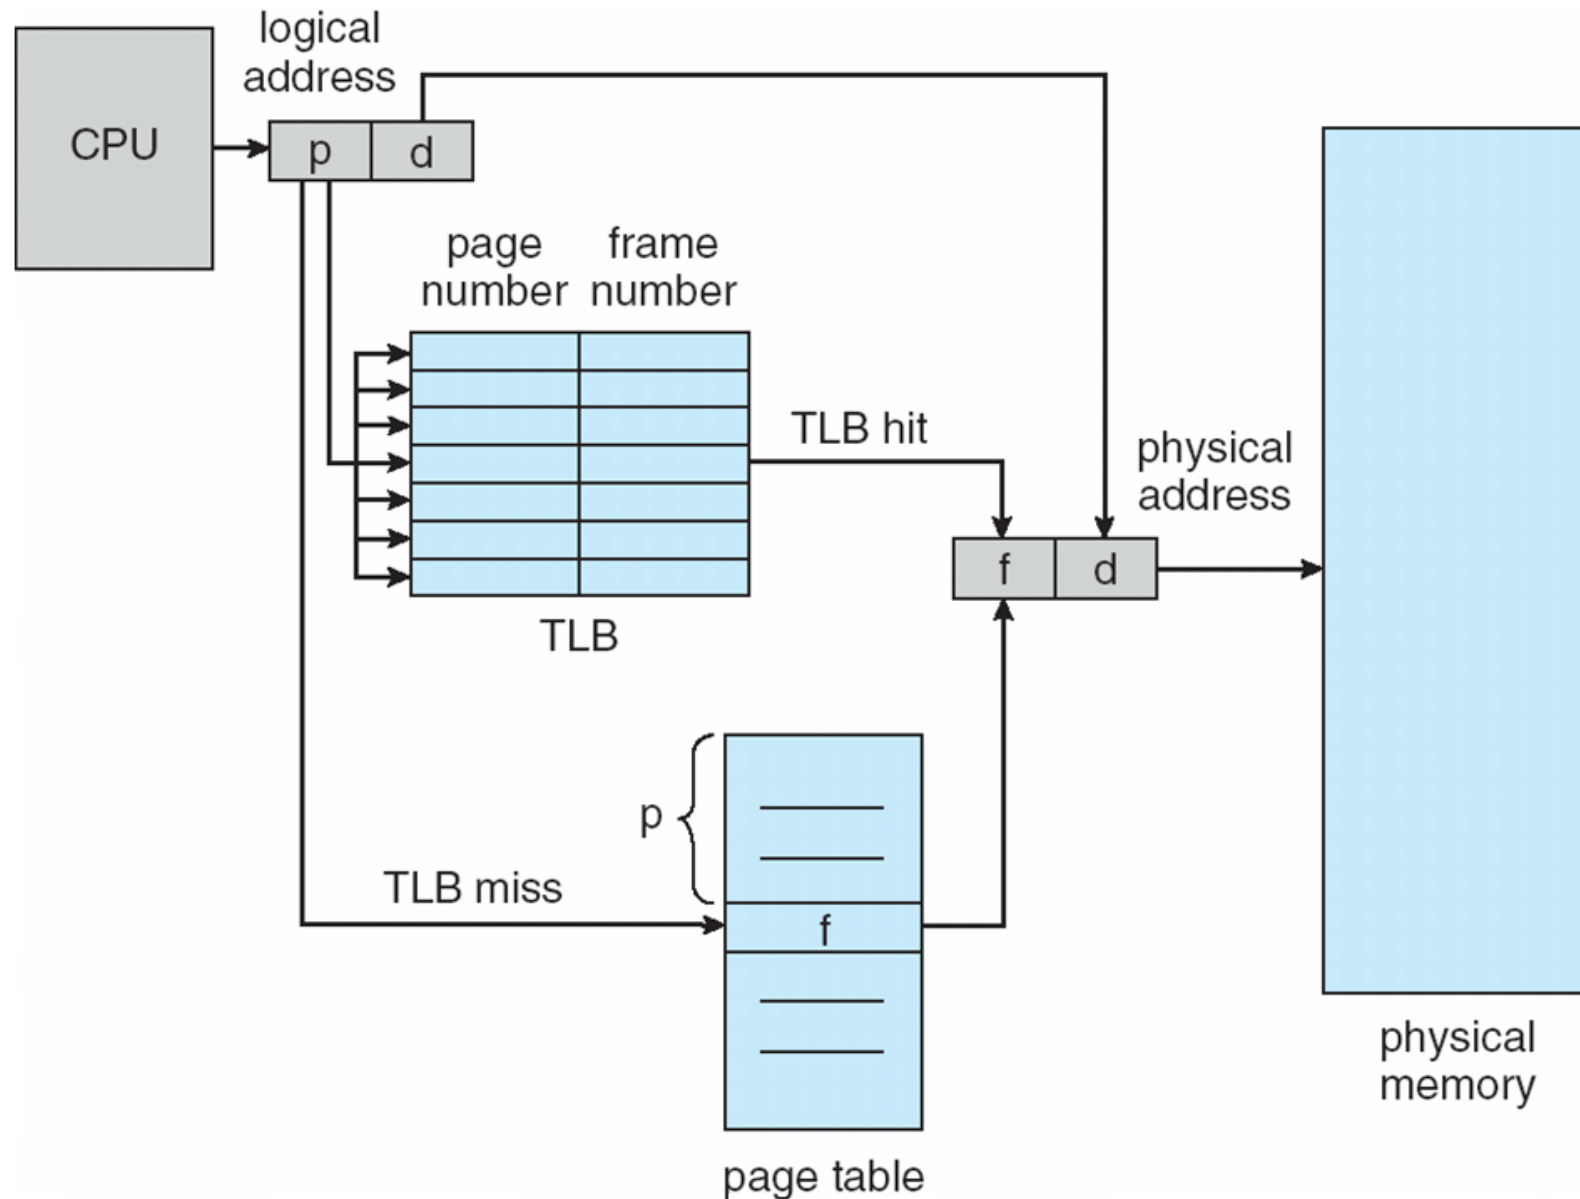 logical
address
CPU
p
d
page
number
frame
number
TLB hit
physical
address
f
d
TLB
p
TLB miss
f
physical
memory
page table